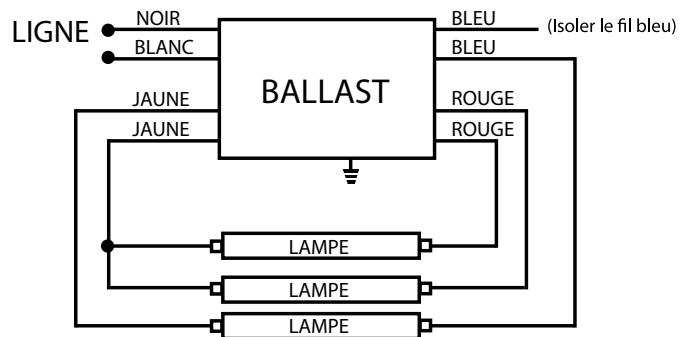 LIGNE
NOIR
BLANC
JAUNE
JAUNE
BALLAST
BLEU
(Isoler le fil bleu)
BLEU
ROUGE
ROUGE
LAMPE
LAMPE
LAMPE